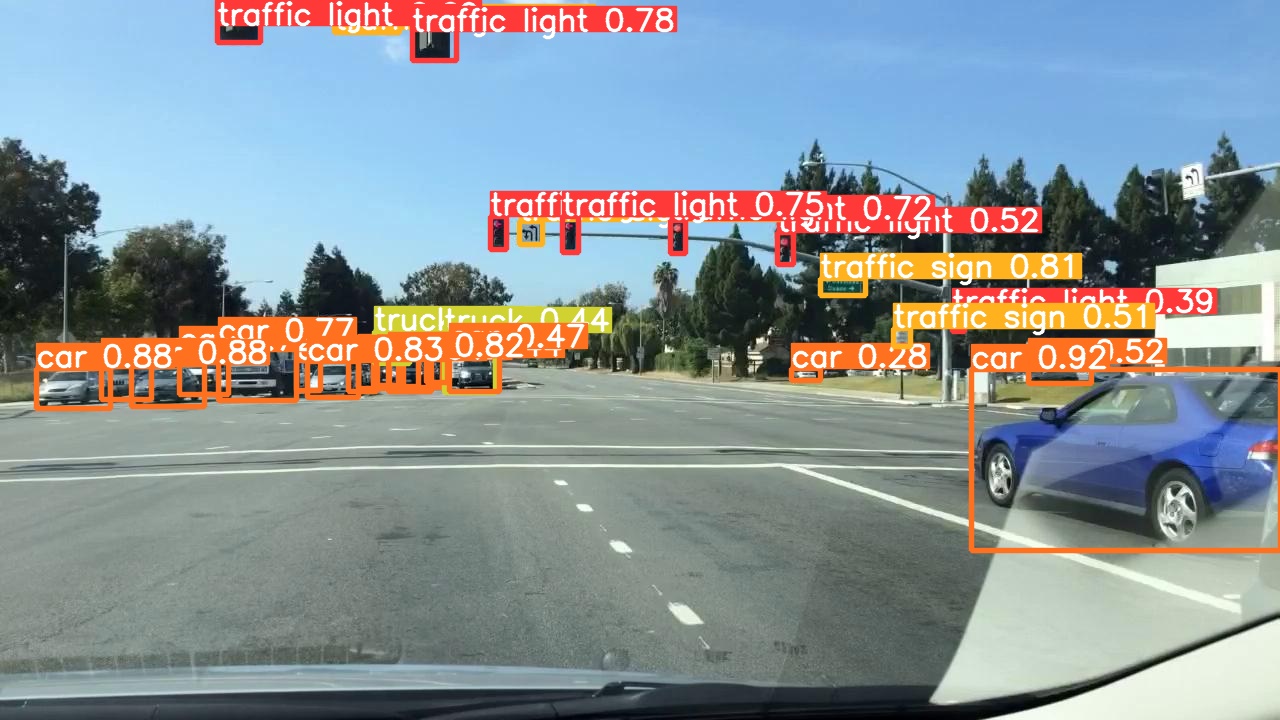 traffic light
traffic light 0.78
traffi
traffic light 0.75
ht 0.72
traffic light 0.52
traffic sign 0.81
traffic light 0.39
traffic sign 0.51
truck
truck 0.44
car 0.77
0.47
car 0.88
0.88
car 0.83
0.82
car 0.28
car 0.92
0.52